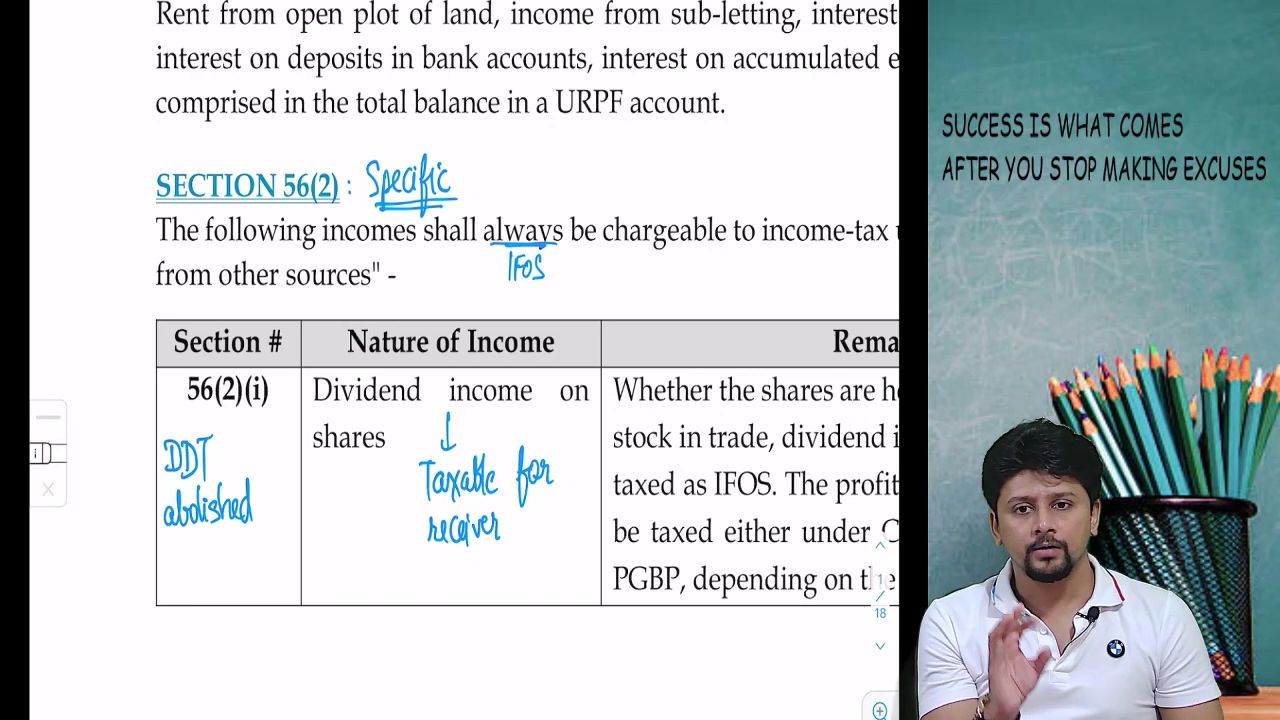 Rent from open plot of land, income from sub-letting, interest
interest on deposits in bank accounts, interest on accumulated e
comprised in the total balance in a URPF account.
SECTION 56(2) : Specific
The following incomes shall always be chargeable to income-tax u
IFOS
from other sources" -
Section # Nature of Income Rema
56(2)(i) Dividend income on Whether the shares are he
shares stock in trade, dividend i
DDT Taxable for taxed as IFOS. The profit
abolished receiver be taxed either under C
PGBP, depending on the
1
/
18
SUCCESS IS WHAT COMES
AFTER YOU STOP MAKING EXCUSES